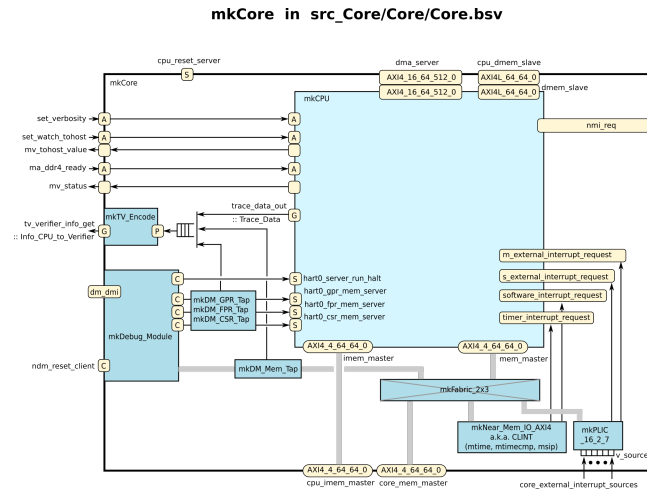 mkCore in src_Core/Core/Core.bsv
cpu_reset_server
S
mkCore
dma_server
AXI4_16_64_512_0
AXI4_16_64_512_0
cpu_dmem_slave
AXI4L_64_64_0
AXI4L_64_64_0
dmem_slave
mkCPU
nmi_req
set_verbosity
A
A
set_watch_tohost
A
A
mv_tohost_value
ma_ddr4_ready
A
A
mv_status
trace_data_out
:: Trace_Data
G
mkTV_Encode
tv_verifier_info_get
:: Info_CPU_to_Verifier
G
P
m_external_interrupt_request
s_external_interrupt_request
software_interrupt_request
timer_interrupt_request
dm_dmi
mkDebug_Module
C
C
C
C
mkDM_GPR_Tap
mkDM_FPR_Tap
mkDM_CSR_Tap
S
S
S
S
hart0_server_run_halt
hart0_gpr_mem_server
hart0_fpr_mem_server
hart0_csr_mem_server
ndm_reset_client
C
AXI4_4_64_64_0
imem_master
AXI4_4_64_64_0
mem_master
mkDM_Mem_Tap
mkFabric_2x3
mkNear_Mem_IO_AXI4
a.k.a. CLINT
(mtime, mtimecmp, msip)
mkPLIC
_16_2_7
v_source
AXI4_4_64_64_0
cpu_imem_master
AXI4_4_64_64_0
core_mem_master
core_external_interrupt_sources